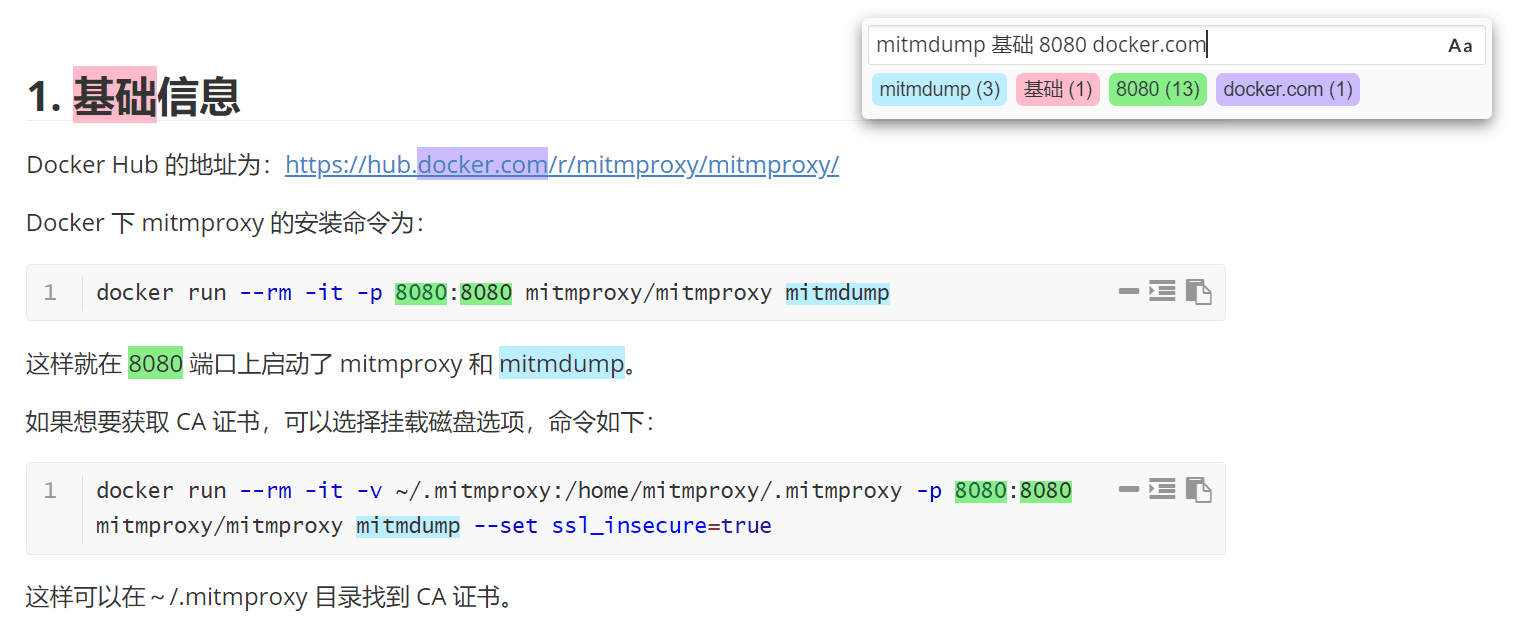 mitmdump 基础 8080 docker.com Aa
mitmdump (3) 基础 (1) 8080 (13) docker.com (1)
1. 基础信息
Docker Hub 的地址为：https://hub.docker.com/r/mitmproxy/mitmproxy/
Docker 下 mitmproxy 的安装命令为：
1 docker run --rm -it -p 8080:8080 mitmproxy/mitmproxy mitmdump
这样就在 8080 端口上启动了 mitmproxy 和 mitmdump。
如果想要获取 CA 证书，可以选择挂载磁盘选项，命令如下：
1 docker run --rm -it -v ~/.mitmproxy:/home/mitmproxy/.mitmproxy -p 8080:8080
mitmproxy/mitmproxy mitmdump --set ssl_insecure=true
这样可以在 ~ /.mitmproxy 目录找到 CA 证书。